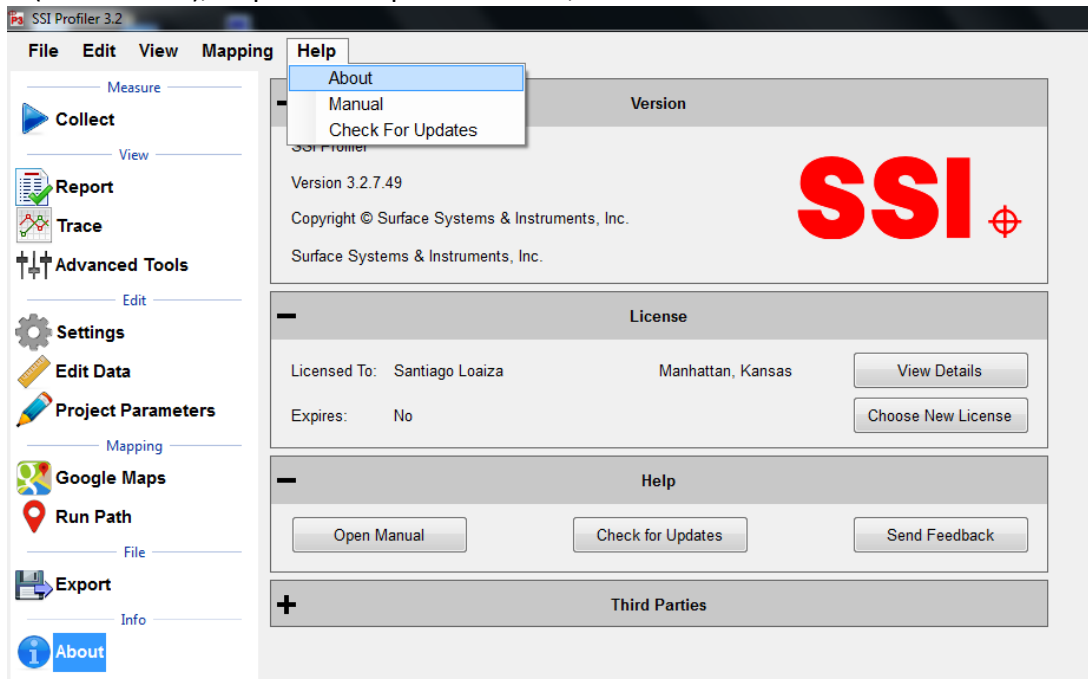 SSI Profiler 3.2
File Edit View Mapping Help
About
Manual
Check For Updates
Measure
Collect
View
Report
Trace
Advanced Tools
Edit
Settings
Edit Data
Project Parameters
Mapping
Google Maps
Run Path
File
Export
Info
About
Version
SSI Profiler
Version 3.2.7.49
Copyright © Surface Systems & Instruments, Inc.
Surface Systems & Instruments, Inc.
SSI
License
Licensed To: Santiago Loaiza Manhattan, Kansas View Details
Expires: No Choose New License
Help
Open Manual Check for Updates Send Feedback
Third Parties